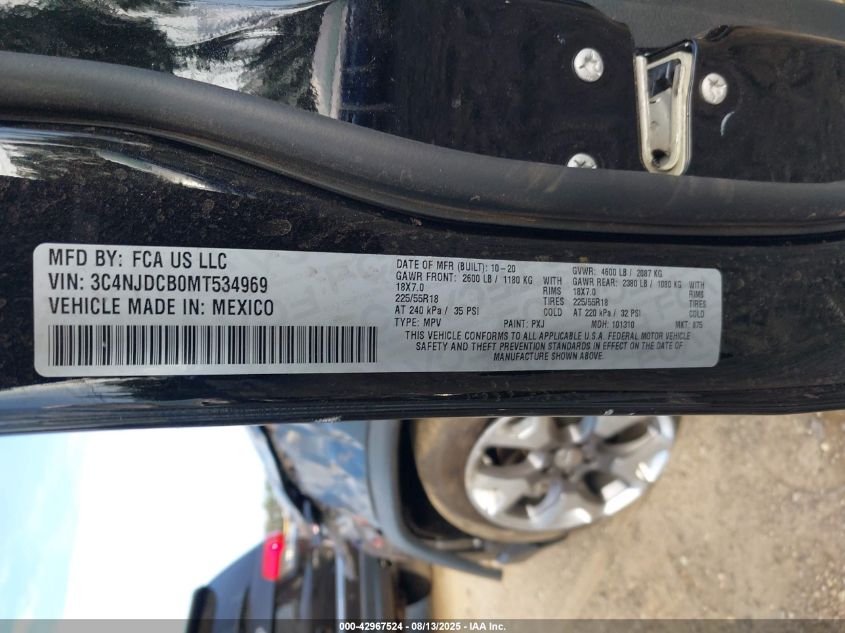 MFD BY: FCA US LLC
VIN: 3C4NJDCB0MT534969
VEHICLE MADE IN: MEXICO
DATE OF MFR (BUILT): 10-20
GAWR FRONT: 2600 LB / 1180 KG WITH
18X7.0 RIMS
225/55R18 TIRES
AT 240 kPa / 35 PSI COLD
TYPE: MPV PAINT: PXJ
GVWR: 4600 LB / 2087 KG
GAWR REAR: 2380 LB / 1080 KG WITH
18X7.0 RIMS
225/55R18 TIRES
AT 220 kPa / 32 PSI COLD
MDH: 101310 MKT: 875
THIS VEHICLE CONFORMS TO ALL APPLICABLE U.S.A. FEDERAL MOTOR VEHICLE
SAFETY AND THEFT PREVENTION STANDARDS IN EFFECT ON THE DATE OF
MANUFACTURE SHOWN ABOVE.
000-42967524 | 08/13/2025 | IAA Inc.